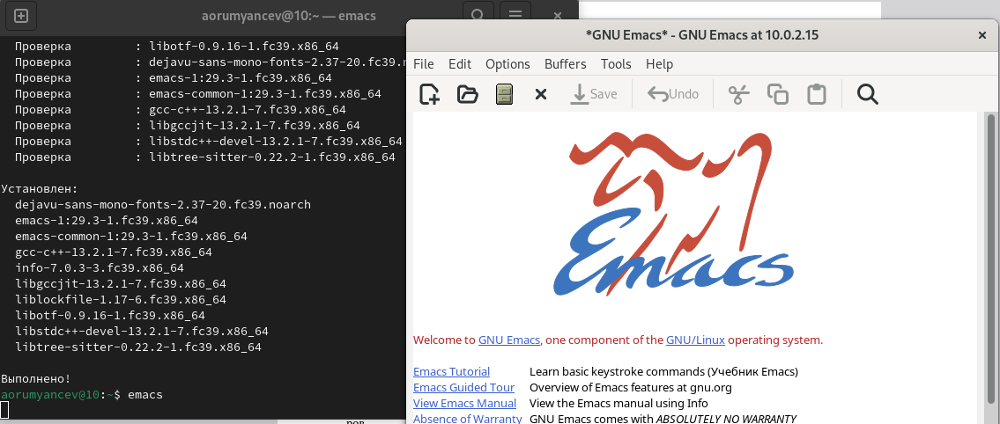 aorumyancev@10:~ — emacs
Проверка : libotf-0.9.16-1.fc39.x86_64
Проверка : dejavu-sans-mono-fonts-2.37-20.fc39.
Проверка : emacs-1:29.3-1.fc39.x86_64
Проверка : emacs-common-1:29.3-1.fc39.x86_64
Проверка : gcc-c++-13.2.1-7.fc39.x86_64
Проверка : libgccjit-13.2.1-7.fc39.x86_64
Проверка : libstdc++-devel-13.2.1-7.fc39.x86_64
Проверка : libtree-sitter-0.22.2-1.fc39.x86_64
Установлен:
dejavu-sans-mono-fonts-2.37-20.fc39.noarch
emacs-1:29.3-1.fc39.x86_64
emacs-common-1:29.3-1.fc39.x86_64
gcc-c++-13.2.1-7.fc39.x86_64
info-7.0.3-3.fc39.x86_64
libgccjit-13.2.1-7.fc39.x86_64
liblockfile-1.17-6.fc39.x86_64
libotf-0.9.16-1.fc39.x86_64
libstdc++-devel-13.2.1-7.fc39.x86_64
libtree-sitter-0.22.2-1.fc39.x86_64
Выполнено!
aorumyancev@10:~$ emacs
*GNU Emacs* - GNU Emacs at 10.0.2.15
File Edit Options Buffers Tools Help
Save Undo
Emacs
Welcome to GNU Emacs, one component of the GNU/Linux operating system.
Emacs Tutorial Learn basic keystroke commands (Учебник Emacs)
Emacs Guided Tour Overview of Emacs features at gnu.org
View Emacs Manual View the Emacs manual using Info
Absence of Warranty GNU Emacs comes with ABSOLUTELY NO WARRANTY